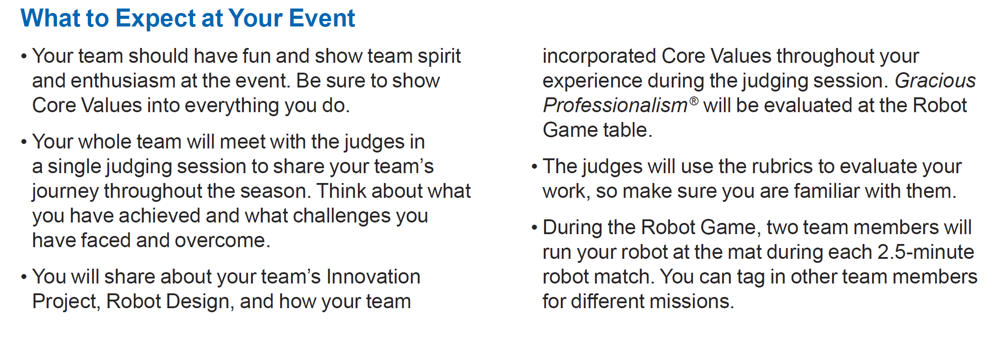 What to Expect at Your Event
• Your team should have fun and show team spirit
and enthusiasm at the event. Be sure to show
Core Values into everything you do.
• Your whole team will meet with the judges in
a single judging session to share your team’s
journey throughout the season. Think about what
you have achieved and what challenges you
have faced and overcome.
• You will share about your team’s Innovation
Project, Robot Design, and how your team
incorporated Core Values throughout your
experience during the judging session. Gracious
Professionalism® will be evaluated at the Robot
Game table.
• The judges will use the rubrics to evaluate your
work, so make sure you are familiar with them.
• During the Robot Game, two team members will
run your robot at the mat during each 2.5-minute
robot match. You can tag in other team members
for different missions.